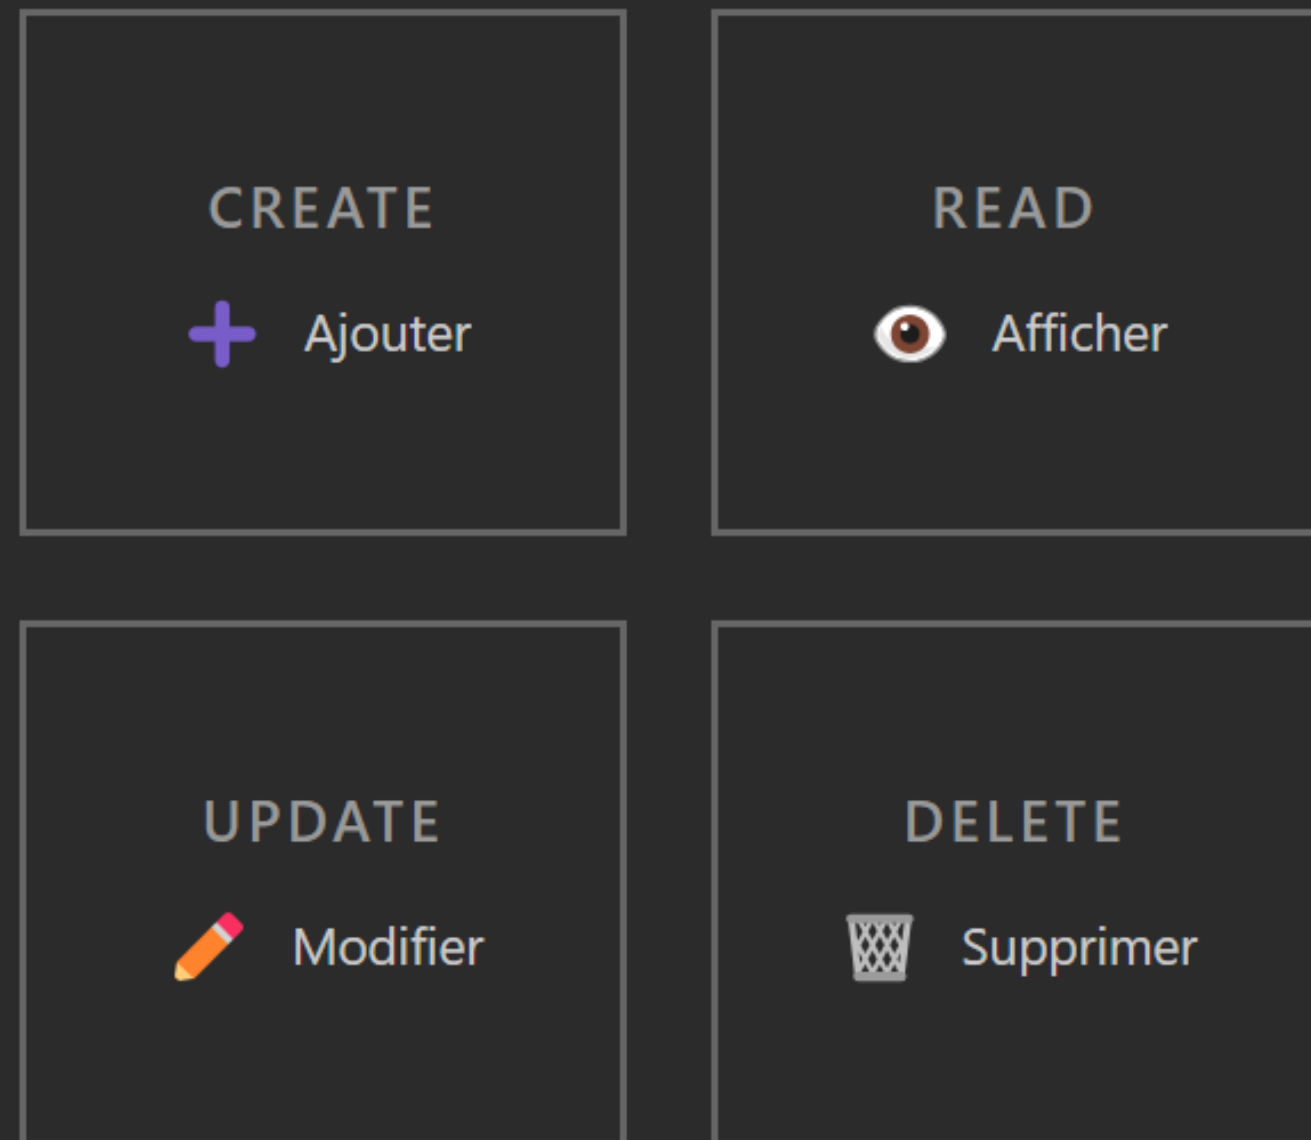 CREATE
Ajouter
READ
Afficher
UPDATE
Modifier
DELETE
Supprimer